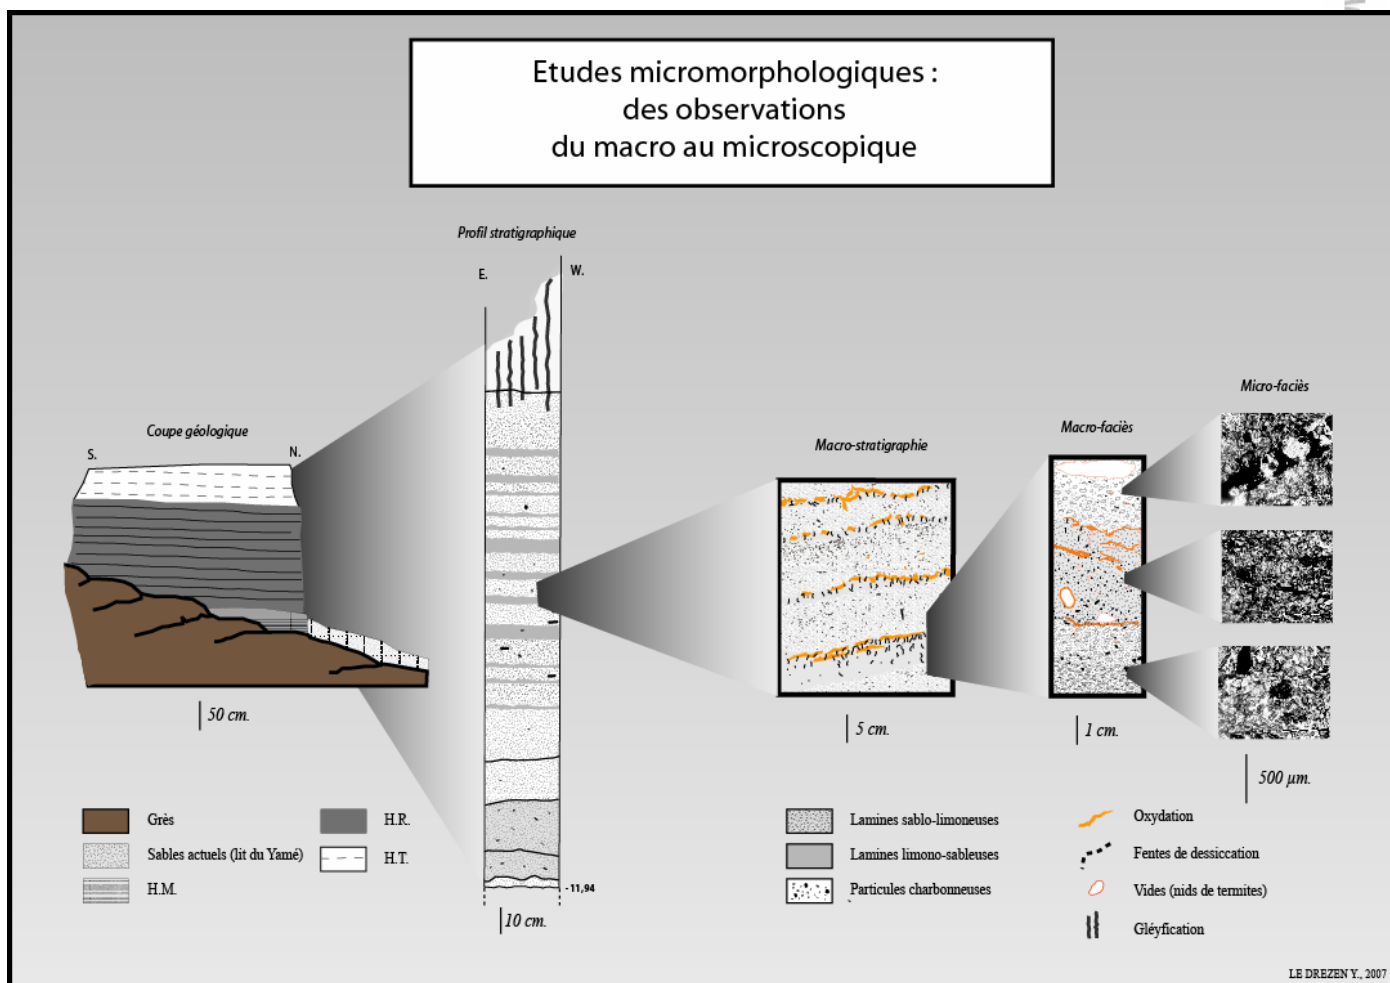 Etudes micromorphologiques :
des observations
du macro au microscopique
Profil stratigraphique
E.
W.
Coupe géologique
S.
N.
Macro-stratigraphie
Macro-faciès
Micro-faciès
50 cm.
10 cm.
-11,94
5 cm.
1 cm.
500 µm.
Grès
Sables actuels (lit du Yamé)
H.M.
H.R.
H.T.
Lamines sablo-limoneuses
Lamines limono-sableuses
Particules charbonneuses
Oxydation
Fentes de dessiccation
Vides (nids de termites)
Gléyfication
LE DREZEN Y., 2007